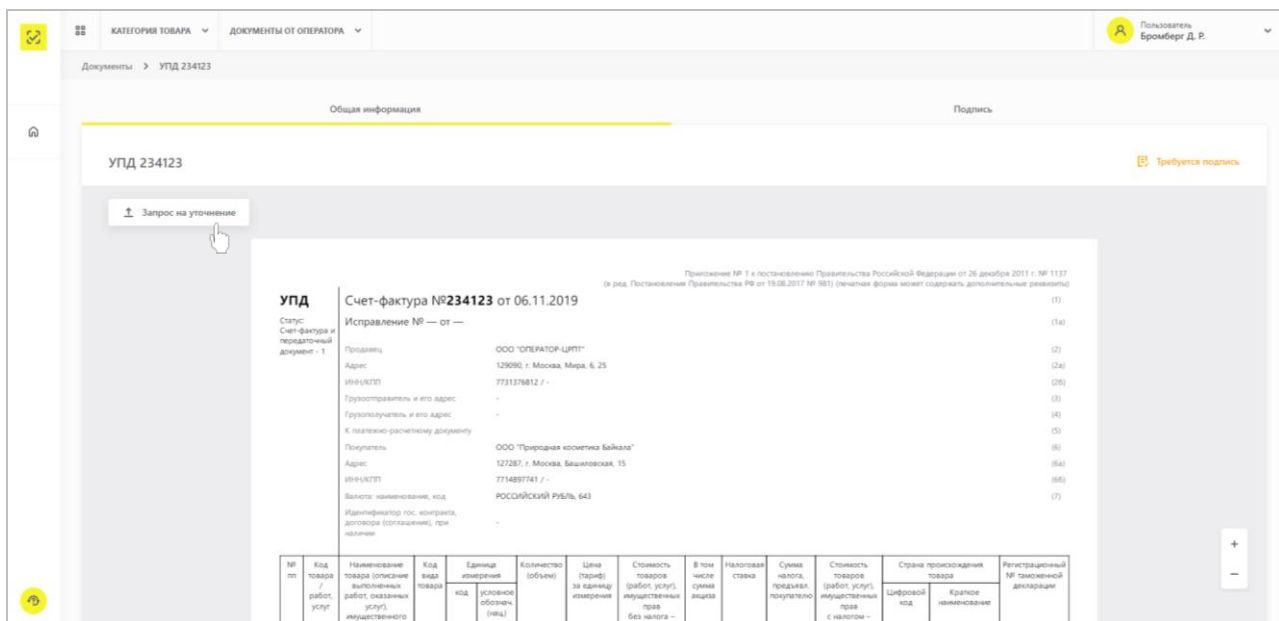 КАТЕГОРИЯ ТОВАРА
ДОКУМЕНТЫ ОТ ОПЕРАТОРА
Пользователь
Бромберг Д. Р.
Документы > УПД 234123
Общая информация
Подпись
УПД 234123
Требуется подпись
Запрос на уточнение
Приложение № 1 к постановлению Правительства Российской Федерации от 26 декабря 2011 г. № 1137
(в ред. Постановления Правительства РФ от 19.08.2017 № 981) (печатная форма может содержать дополнительные реквизиты)
УПД
Счет-фактура №234123 от 06.11.2019 (1)
Статус:
Счет-фактура и
передаточный
документ - 1
Исправление № — от — (1а)
Продавец ООО "ОПЕРАТОР-ЦРПТ" (2)
Адрес 129090, г. Москва, Мира, 6, 25 (2а)
ИНН/КПП 7731376812 / - (2б)
Грузоотправитель и его адрес - (3)
Грузополучатель и его адрес - (4)
К платежно-расчетному документу (5)
Покупатель ООО "Природная косметика Байкала" (6)
Адрес 127287, г. Москва, Башиловская, 15 (6а)
ИНН/КПП 7714897741 / - (6б)
Валюта: наименование, код РОССИЙСКИЙ РУБЛЬ, 643 (7)
Идентификатор гос. контракта,
договора (соглашения), при -
наличии
№
пп
Код
товара
/
работ,
услуг
Наименование
товара (описание
выполненных
работ, оказанных
услуг),
имущественного
Код
вида
товара
Единица
измерения
код
условное
обознач.
(нац.)
Количество
(объем)
Цена
(тариф)
за единицу
измерения
Стоимость
товаров
(работ, услуг),
имущественных
прав
без налога –
В том
числе
сумма
акциза
Налоговая
ставка
Сумма
налога,
предъявл.
покупателю
Стоимость
товаров
(работ, услуг),
имущественных
прав
с налогом –
Страна происхождения
товара
Цифровой
код
Краткое
наименование
Регистрационный
№ таможенной
декларации
+
−